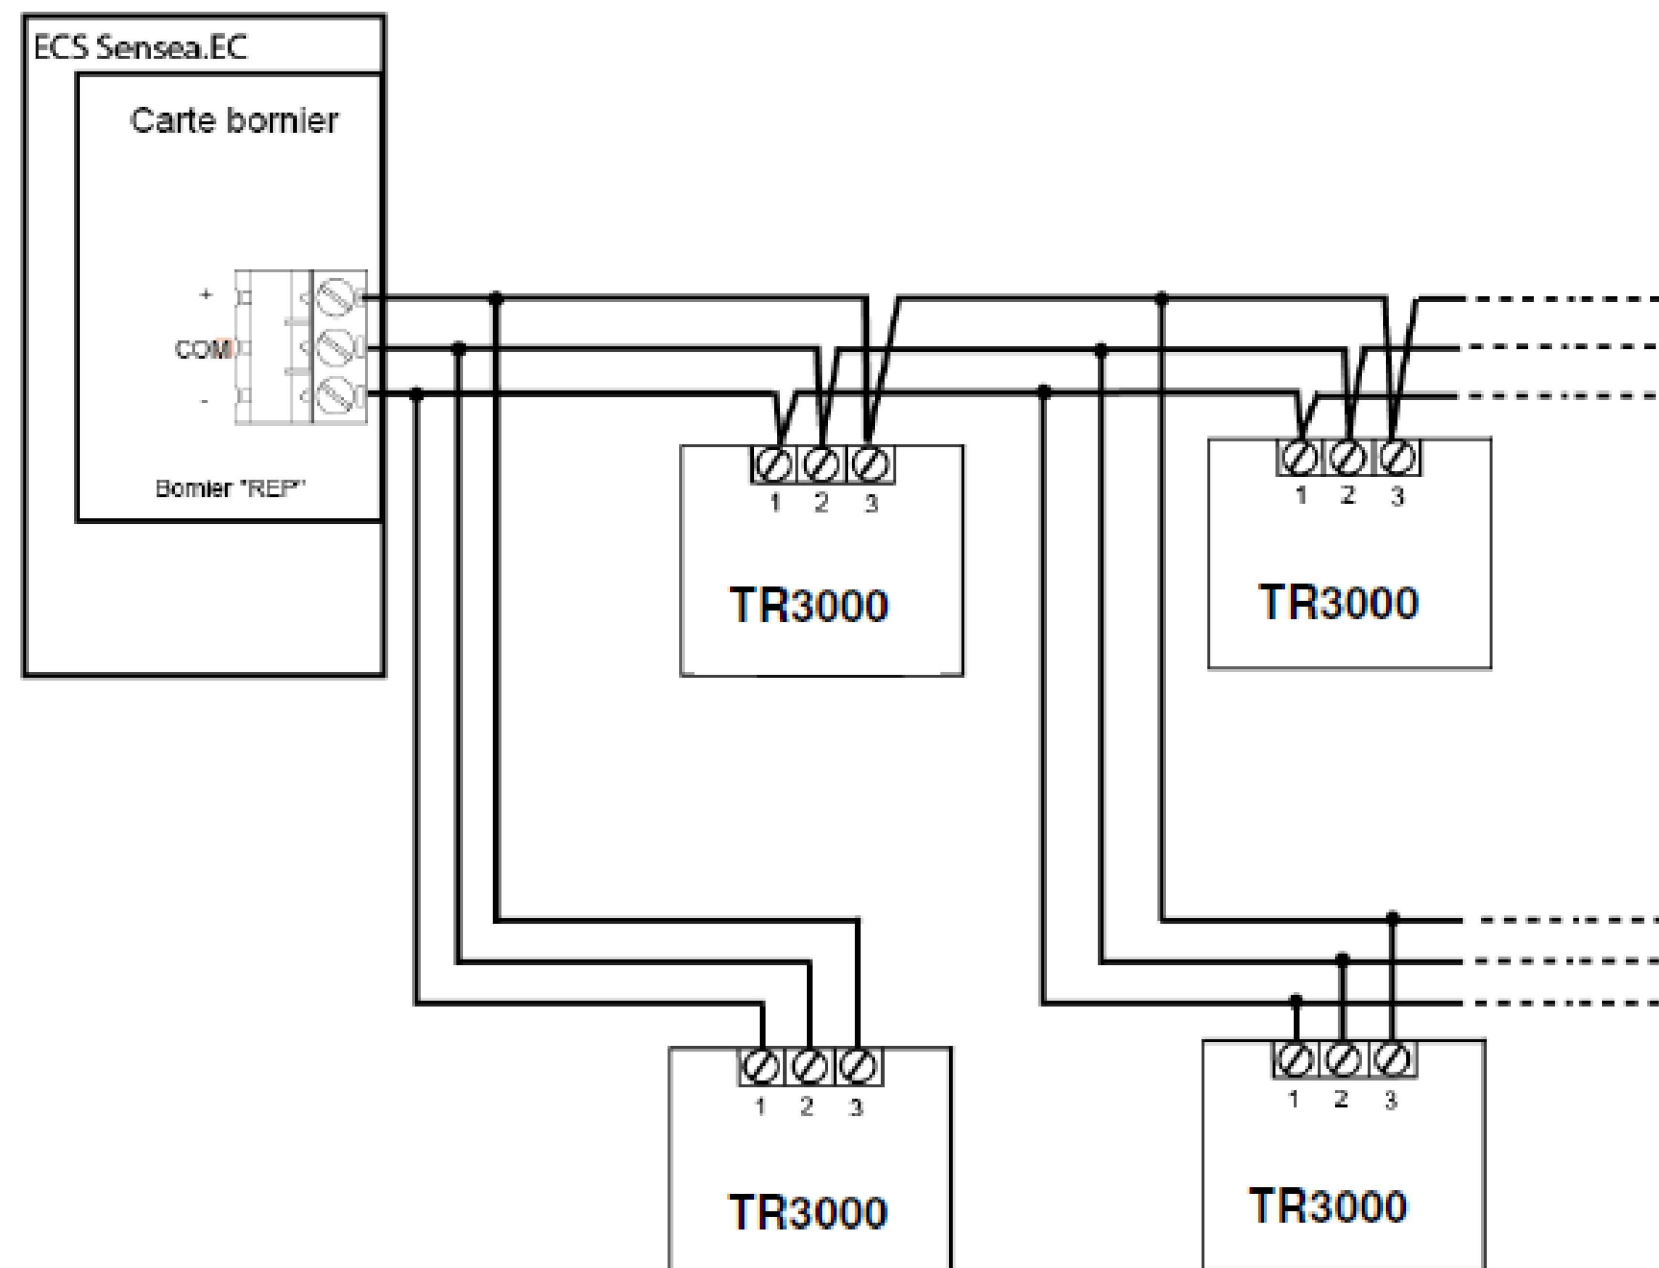 ECS Sensea.EC
Carte bornier
+
COM
-
Bornier "REP"
1 2 3
TR3000
1 2 3
TR3000
1 2 3
TR3000
1 2 3
TR3000